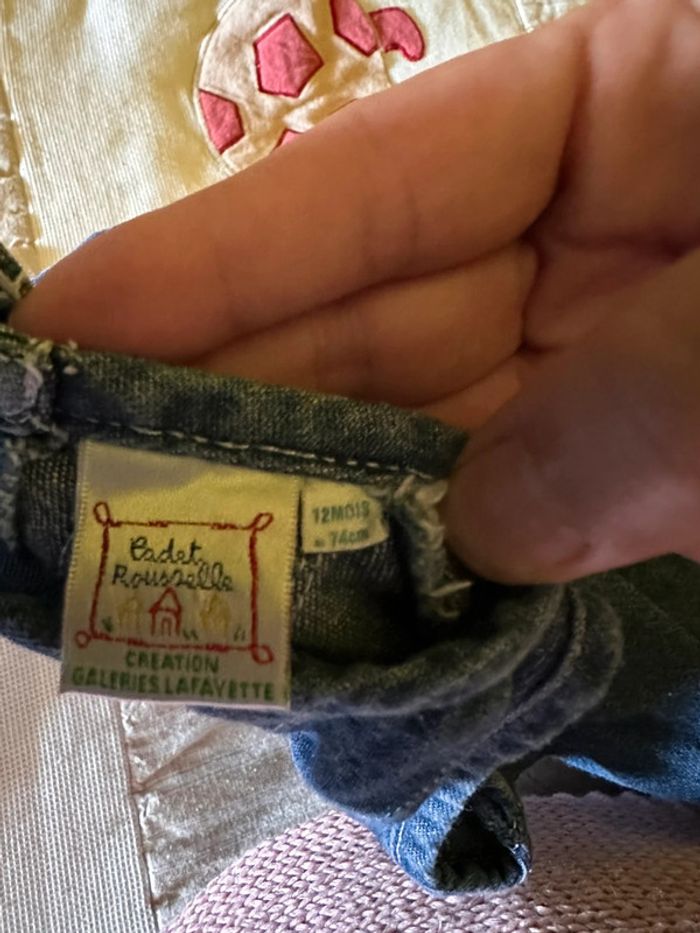 Cadet
Rousselle
CREATION
GALERIES LAFAYETTE
12MOIS
= 74cm